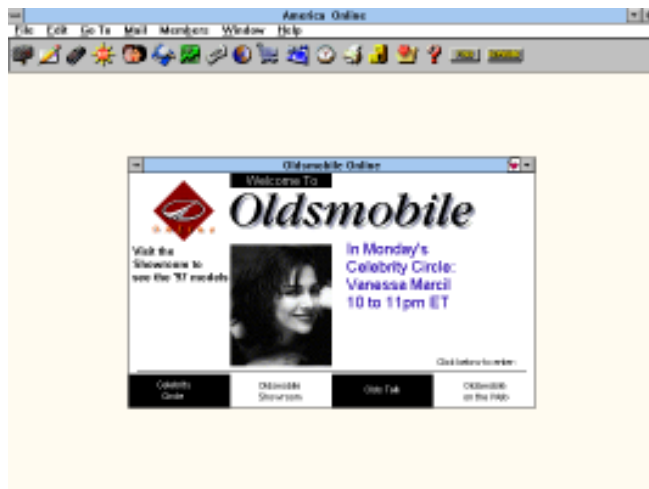 America Online
File Edit Go To Mail Members Window Help
Oldsmobile Online
Welcome To
Oldsmobile
Online
Visit the
Showroom to
see the '97 models
In Monday's
Celebrity Circle:
Vanessa Marcil
10 to 11pm ET
Click below to enter:
Celebrity
Circle
Oldsmobile
Showroom
Olds Talk
Oldsmobile
on the Web